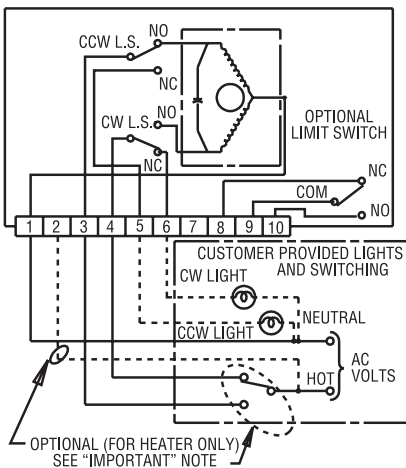 CCW L.S.
NO
NC
NO
CW L.S.
NC
OPTIONAL
LIMIT SWITCH
NC
COM
NO
1 2 3 4 5 6 7 8 9 10
CUSTOMER PROVIDED LIGHTS
AND SWITCHING
CW LIGHT
CCW LIGHT
NEUTRAL
AC
VOLTS
HOT
OPTIONAL (FOR HEATER ONLY)
SEE "IMPORTANT" NOTE